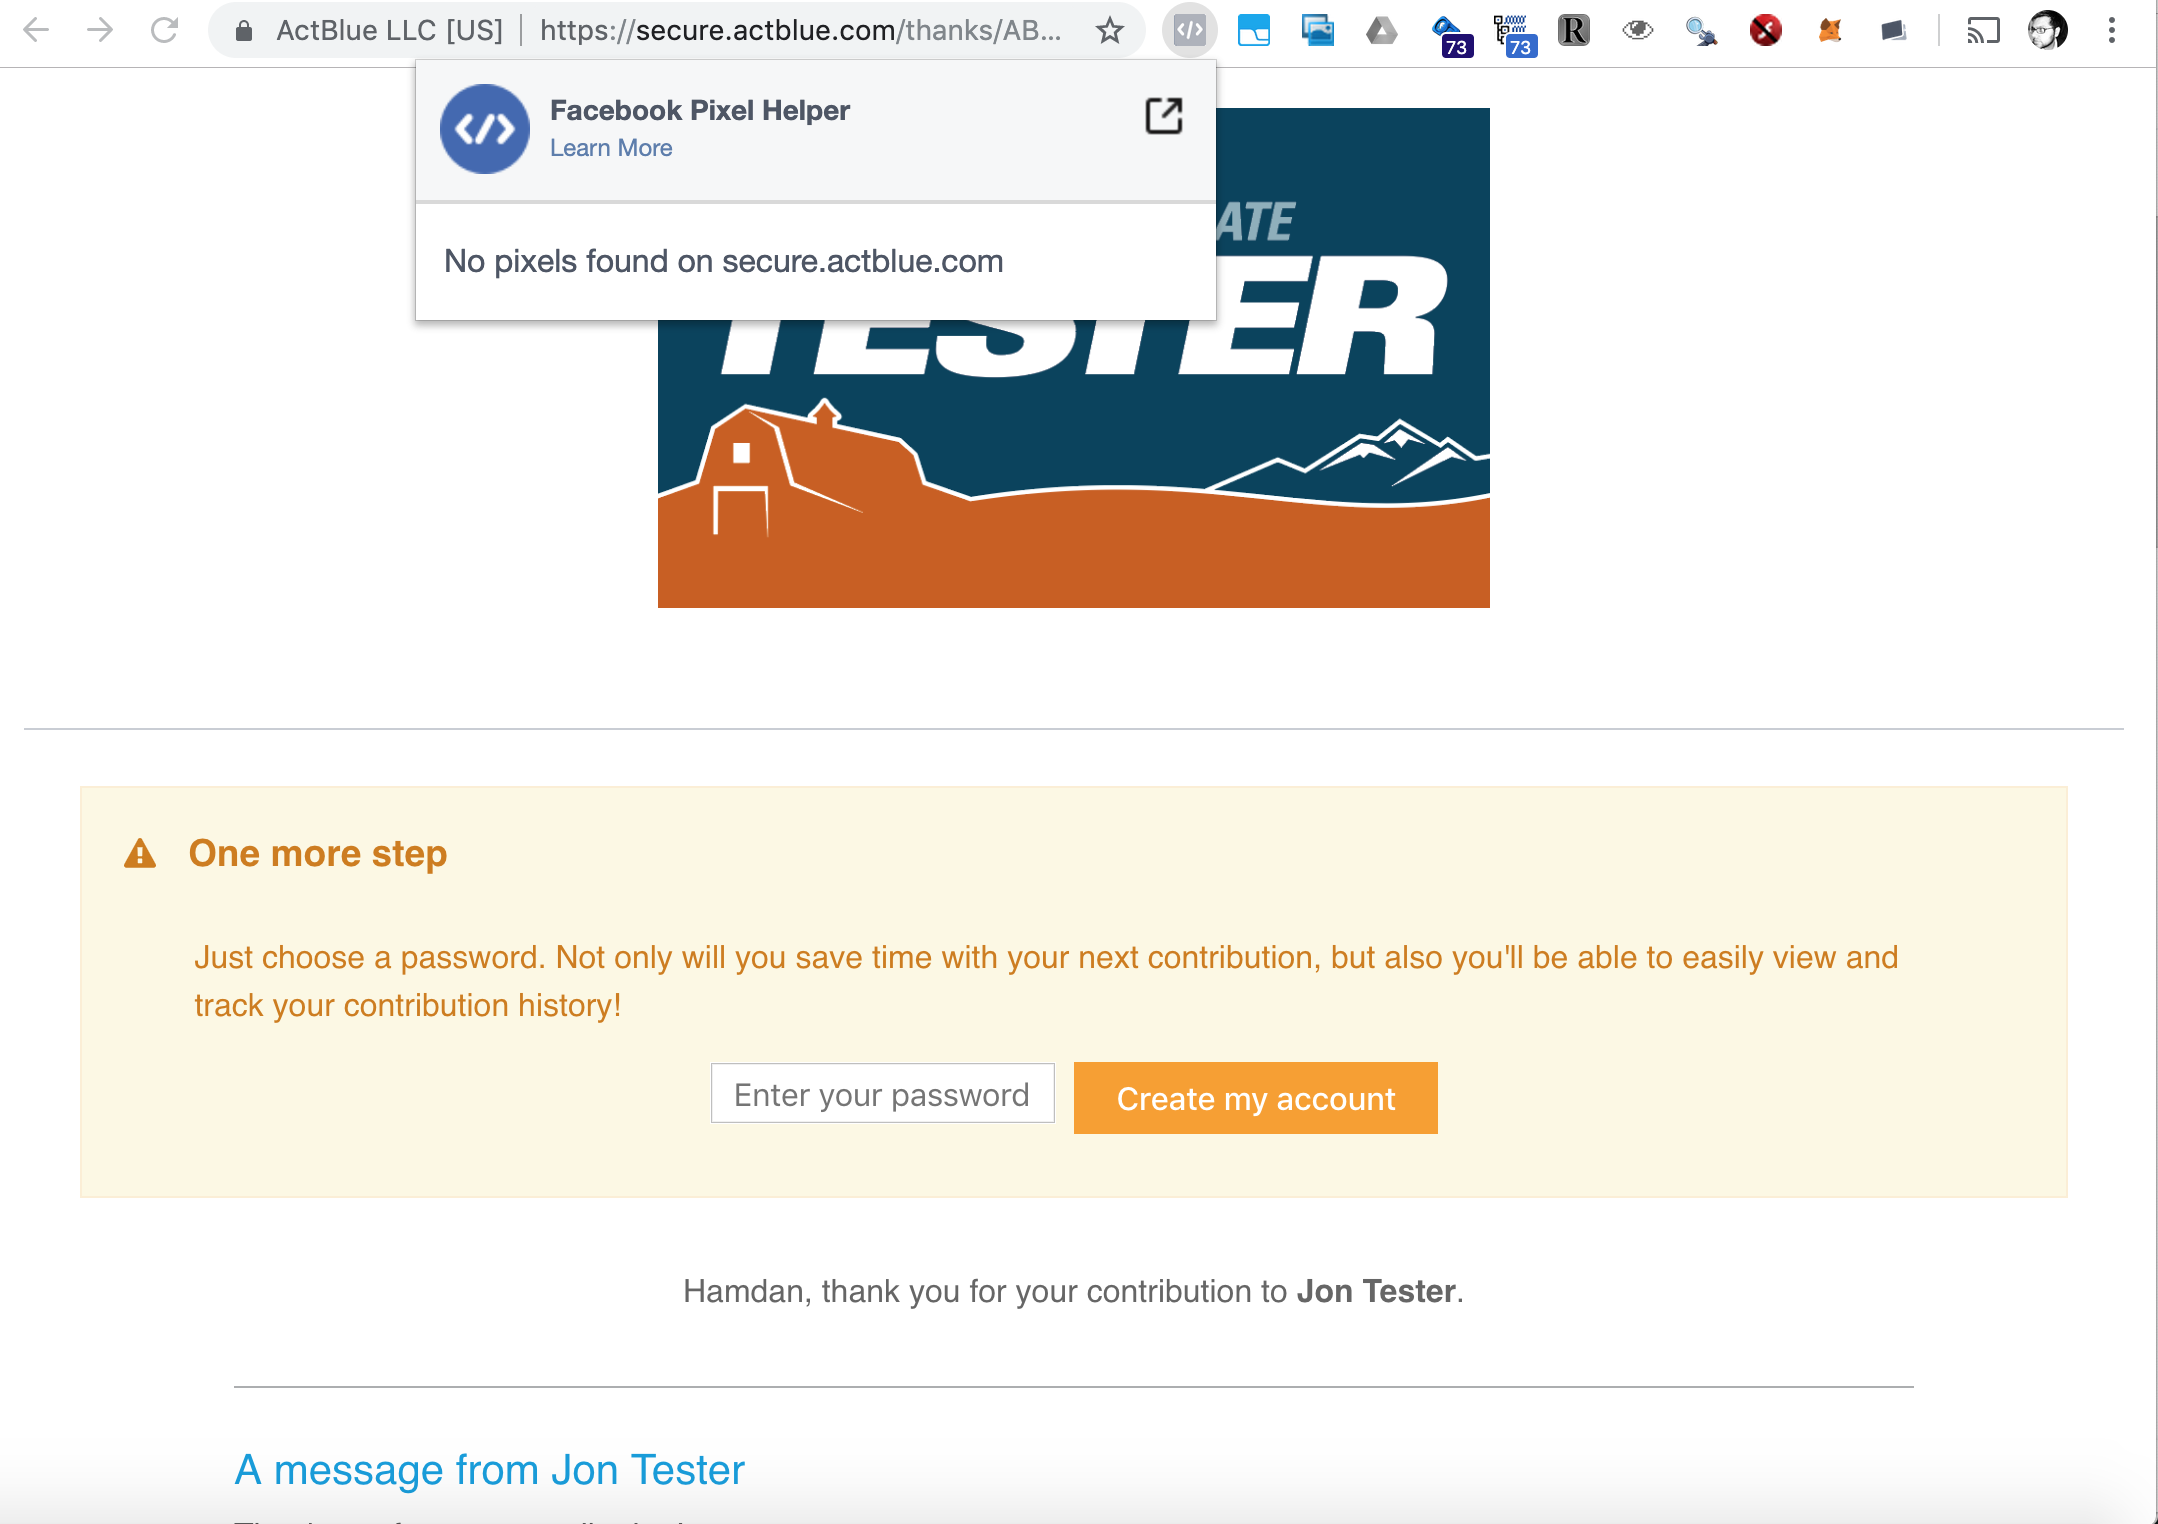 ActBlue LLC [US] | https://secure.actblue.com/thanks/AB...
73
73
R
Facebook Pixel Helper
Learn More
No pixels found on secure.actblue.com
ATE
TESTER
One more step
Just choose a password. Not only will you save time with your next contribution, but also you'll be able to easily view and
track your contribution history!
Enter your password
Create my account
Hamdan, thank you for your contribution to Jon Tester.
A message from Jon Tester